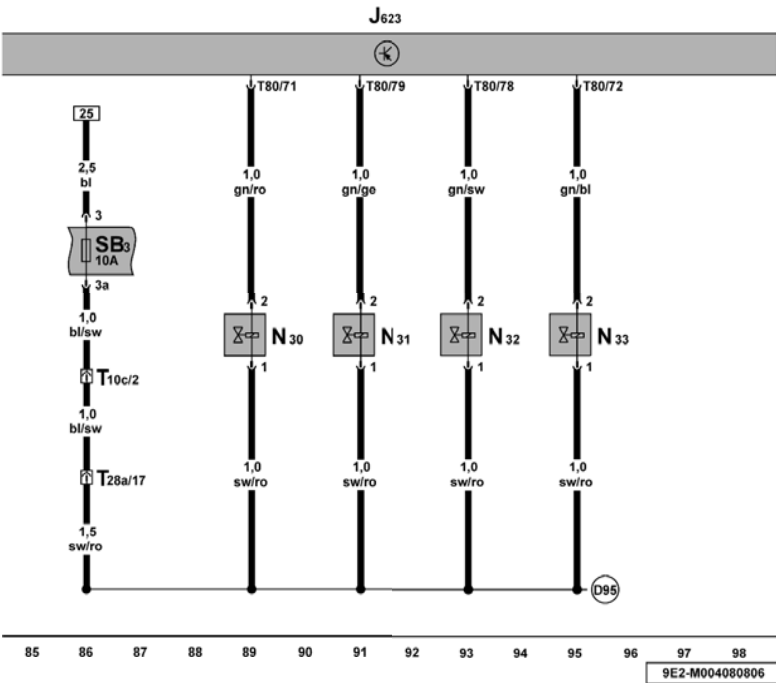 J623
T80/71 T80/79 T80/78 T80/72
25
2,5
bl
1,0 1,0 1,0 1,0
gn/ro gn/ge gn/sw gn/bl
3
SB3
10A
3a
2 2 2 2
1,0
bl/sw
N30 N31 N32 N33
1 1 1 1
T10c/2
1,0
bl/sw
1,0 1,0 1,0 1,0
sw/ro sw/ro sw/ro sw/ro
T28a/17
1,5
sw/ro
D95
85 86 87 88 89 90 91 92 93 94 95 96 97 98
9E2-M004080806